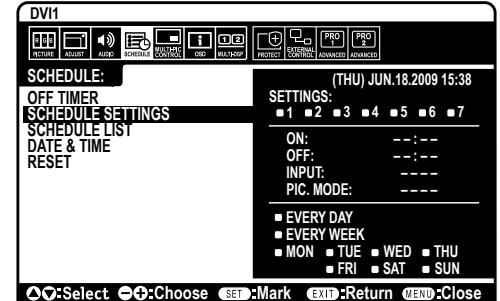 DVI1
RGB
PICTURE ADJUST AUDIO SCHEDULE MULTI-PIC CONTROL OSD 1 2 MULTI-DSP PROTECT EXTERNAL CONTROL PRO 1 ADVANCED PRO 2 ADVANCED
SCHEDULE:
OFF TIMER
SCHEDULE SETTINGS
SCHEDULE LIST
DATE & TIME
RESET
(THU) JUN.18.2009 15:38
SETTINGS:
1 2 3 4 5 6 7
ON: --:--
OFF: --:--
INPUT: ----
PIC. MODE: ----
EVERY DAY
EVERY WEEK
MON TUE WED THU
FRI SAT SUN
:Select :Choose SET:Mark EXIT:Return MENU:Close